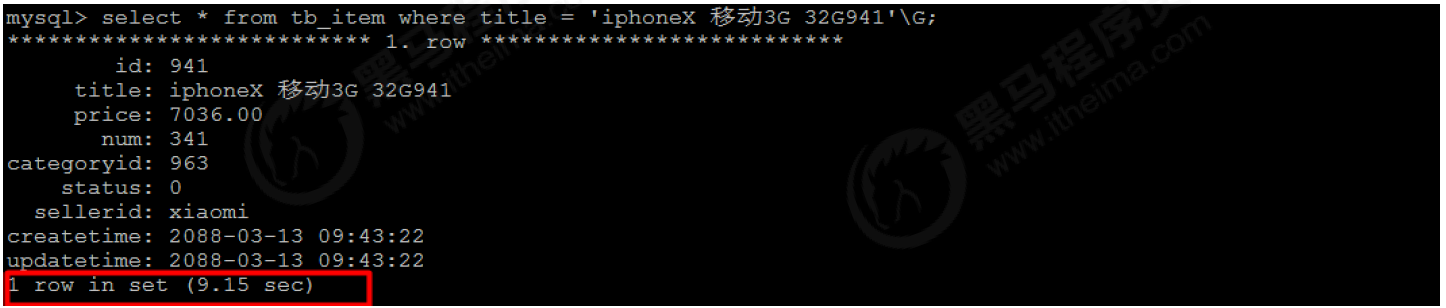 mysql> select * from tb_item where title = 'iphoneX 移动3G 32G941'\G;
*************************** 1. row ***************************
id: 941
title: iphoneX 移动3G 32G941
price: 7036.00
num: 341
categoryid: 963
status: 0
sellerid: xiaomi
createtime: 2088-03-13 09:43:22
updatetime: 2088-03-13 09:43:22
1 row in set (9.15 sec)
黑马程序员
www.itheima.com
黑马程序员
www.itheima.com